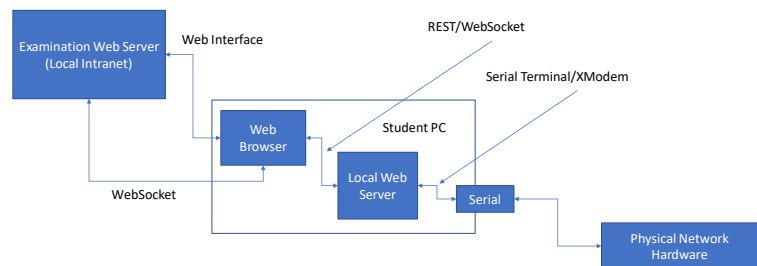 REST/WebSocket
Examination Web Server
(Local Intranet)
Web Interface
Serial Terminal/XModem
Web
Browser
Student PC
Local Web
Server
WebSocket
Serial
Physical Network
Hardware